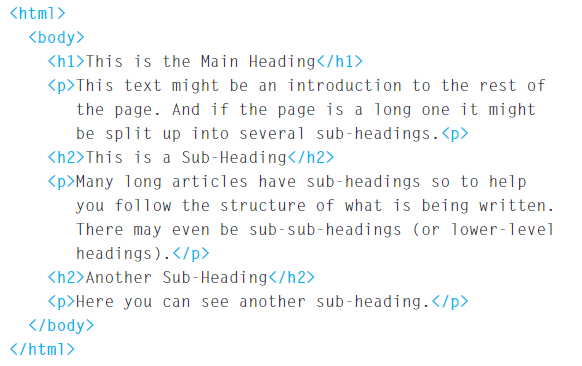 <html>
<body>
<h1>This is the Main Heading</h1>
<p>This text might be an introduction to the rest of
the page. And if the page is a long one it might
be split up into several sub-headings.<p>
<h2>This is a Sub-Heading</h2>
<p>Many long articles have sub-headings so to help
you follow the structure of what is being written.
There may even be sub-sub-headings (or lower-level
headings).</p>
<h2>Another Sub-Heading</h2>
<p>Here you can see another sub-heading.</p>
</body>
</html>